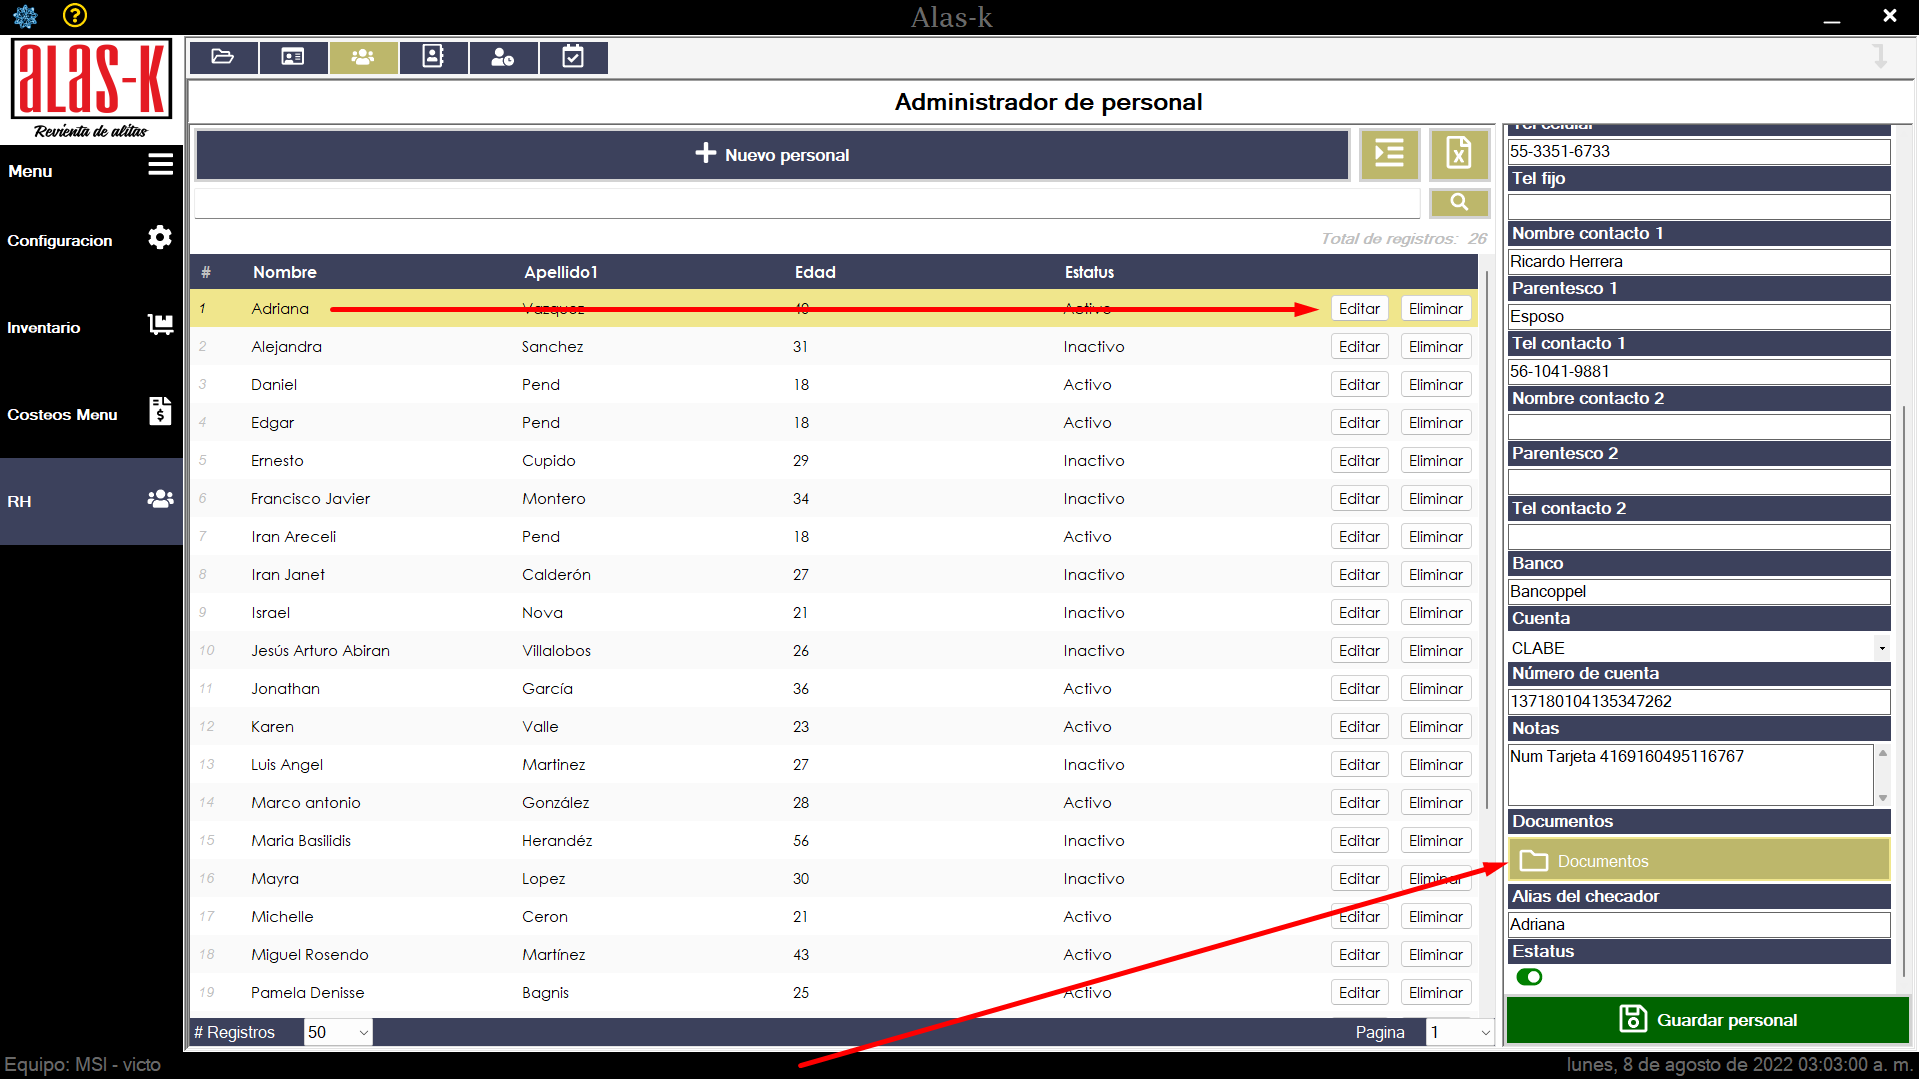 Alas-k
aLas-K
Revienta de alitas
Menu
Configuracion
Inventario
Costeos Menu
RH
Administrador de personal
Nuevo personal
Total de registros: 26
# Nombre Apellido1 Edad Estatus
1 Adriana Vazquez 40 Activo Editar Eliminar
2 Alejandra Sanchez 31 Inactivo Editar Eliminar
3 Daniel Pend 18 Activo Editar Eliminar
4 Edgar Pend 18 Activo Editar Eliminar
5 Ernesto Cupido 29 Inactivo Editar Eliminar
6 Francisco Javier Montero 34 Inactivo Editar Eliminar
7 Iran Areceli Pend 18 Activo Editar Eliminar
8 Iran Janet Calderón 27 Inactivo Editar Eliminar
9 Israel Nova 21 Inactivo Editar Eliminar
10 Jesús Arturo Abiran Villalobos 26 Inactivo Editar Eliminar
11 Jonathan García 36 Activo Editar Eliminar
12 Karen Valle 23 Activo Editar Eliminar
13 Luis Angel Martinez 27 Inactivo Editar Eliminar
14 Marco antonio González 28 Activo Editar Eliminar
15 Maria Basilidis Herandéz 56 Inactivo Editar Eliminar
16 Mayra Lopez 30 Inactivo Editar Eliminar
17 Michelle Ceron 21 Activo Editar Eliminar
18 Miguel Rosendo Martínez 43 Activo Editar Eliminar
19 Pamela Denisse Bagnis 25 Activo Editar Eliminar
# Registros 50 Pagina 1
Tel celular
55-3351-6733
Tel fijo
Nombre contacto 1
Ricardo Herrera
Parentesco 1
Esposo
Tel contacto 1
56-1041-9881
Nombre contacto 2
Parentesco 2
Tel contacto 2
Banco
Bancoppel
Cuenta
CLABE
Número de cuenta
137180104135347262
Notas
Num Tarjeta 4169160495116767
Documentos
Documentos
Alias del checador
Adriana
Estatus
Guardar personal
Equipo: MSI - victo
lunes, 8 de agosto de 2022 03:03:00 a. m.